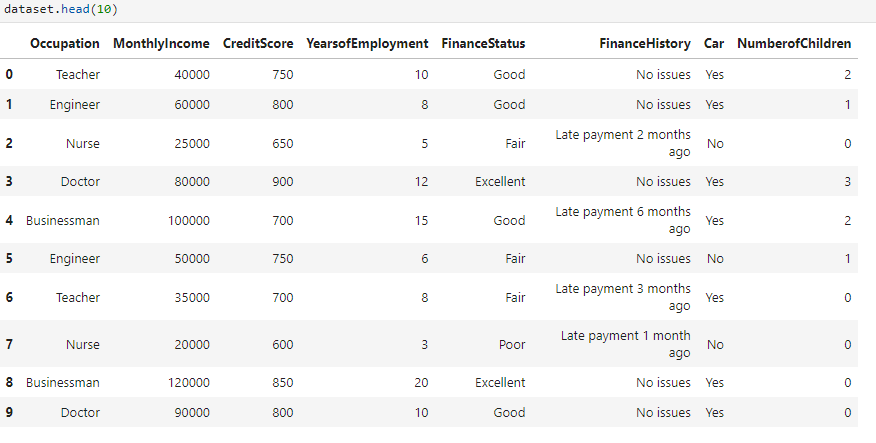 dataset.head(10)
Occupation MonthlyIncome CreditScore YearsofEmployment FinanceStatus FinanceHistory Car NumberofChildren
0 Teacher 40000 750 10 Good No issues Yes 2
1 Engineer 60000 800 8 Good No issues Yes 1
2 Nurse 25000 650 5 Fair Late payment 2 months ago No 0
3 Doctor 80000 900 12 Excellent No issues Yes 3
4 Businessman 100000 700 15 Good Late payment 6 months ago Yes 2
5 Engineer 50000 750 6 Fair No issues No 1
6 Teacher 35000 700 8 Fair Late payment 3 months ago Yes 0
7 Nurse 20000 600 3 Poor Late payment 1 month ago No 0
8 Businessman 120000 850 20 Excellent No issues Yes 0
9 Doctor 90000 800 10 Good No issues Yes 0